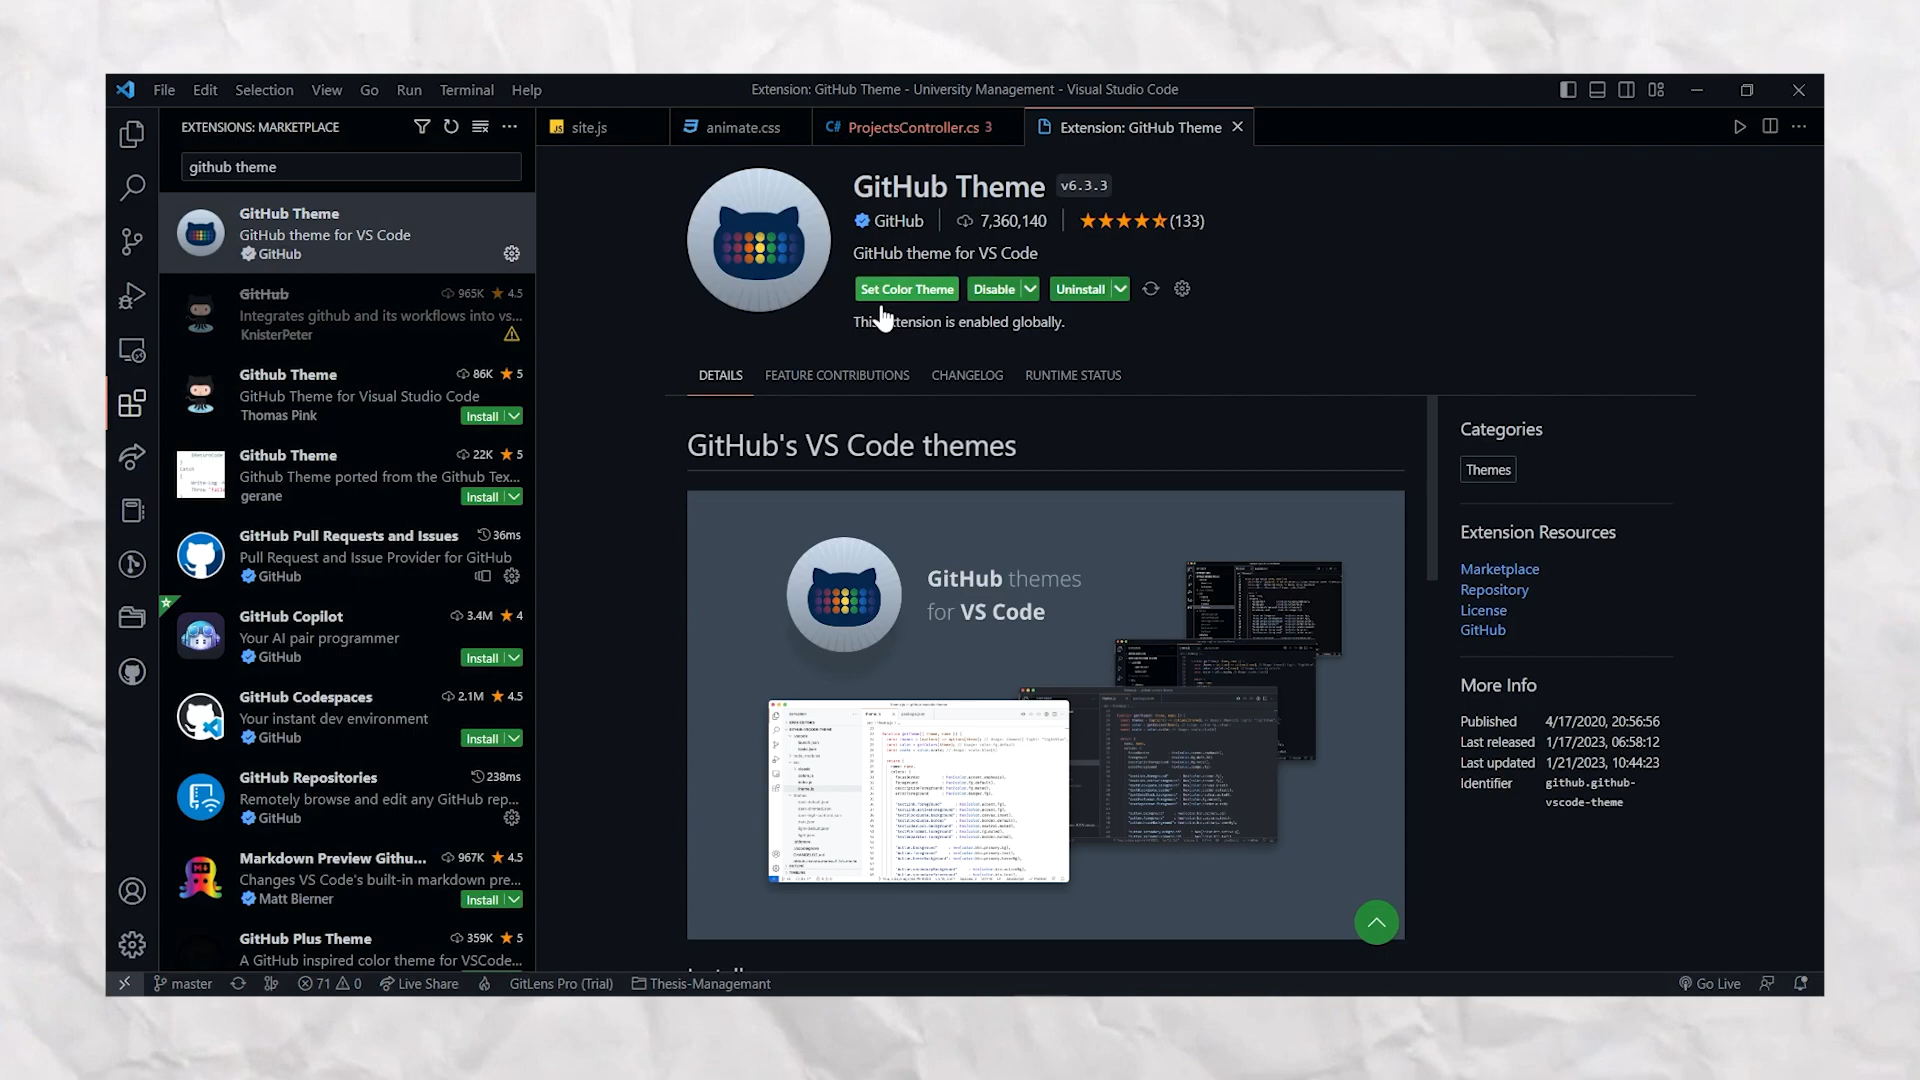 File Edit Selection View Go Run Terminal Help
Extension: GitHub Theme - University Management - Visual Studio Code
EXTENSIONS: MARKETPLACE
github theme
GitHub Theme
GitHub theme for VS Code
GitHub
GitHub 965K 4.5
Integrates github and its workflows into vs...
KnisterPeter
Github Theme 86K 5
GitHub Theme for Visual Studio Code
Thomas Pink Install
Github Theme 22K 5
Github Theme ported from the Github Tex...
gerane Install
GitHub Pull Requests and Issues 36ms
Pull Request and Issue Provider for GitHub
GitHub
GitHub Copilot 3.4M 4
Your AI pair programmer
GitHub Install
GitHub Codespaces 2.1M 4.5
Your instant dev environment
GitHub Install
GitHub Repositories 238ms
Remotely browse and edit any GitHub rep...
GitHub
Markdown Preview Githu... 967K 4.5
Changes VS Code's built-in markdown pre...
Matt Bierner Install
GitHub Plus Theme 359K 5
A GitHub inspired color theme for VSCode...
JS site.js animate.css C# ProjectsController.cs 3 Extension: GitHub Theme
GitHub Theme v6.3.3
GitHub 7,360,140 (133)
GitHub theme for VS Code
Set Color Theme Disable Uninstall
This extension is enabled globally.
DETAILS FEATURE CONTRIBUTIONS CHANGELOG RUNTIME STATUS
GitHub's VS Code themes
GitHub themes
for VS Code
Categories
Themes
Extension Resources
Marketplace
Repository
License
GitHub
More Info
Published 4/17/2020, 20:56:56
Last released 1/17/2023, 06:58:12
Last updated 1/21/2023, 10:44:23
Identifier github.github-
vscode-theme
master 71 0 Live Share GitLens Pro (Trial) Thesis-Managemant Go Live